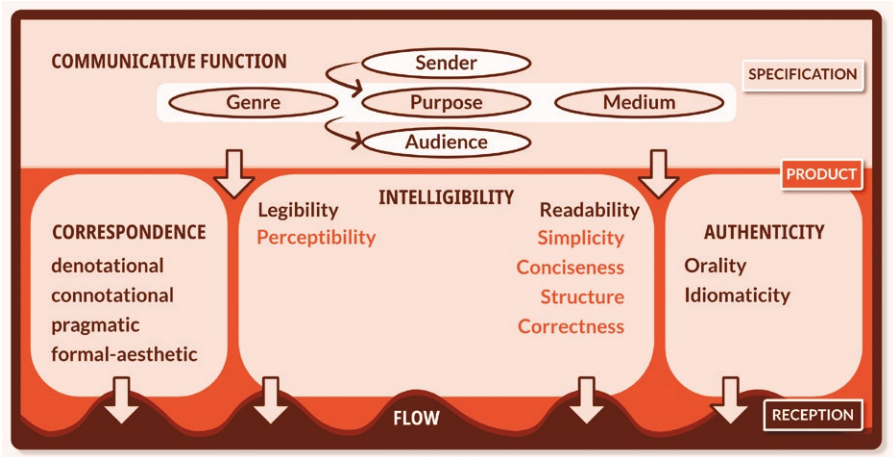 COMMUNICATIVE FUNCTION
Sender
SPECIFICATION
Genre
Purpose
Medium
Audience
PRODUCT
CORRESPONDENCE
denotational
connotational
pragmatic
formal-aesthetic
INTELLIGIBILITY
Legibility
Perceptibility
Readability
Simplicity
Conciseness
Structure
Correctness
AUTHENTICITY
Orality
Idiomaticity
FLOW
RECEPTION